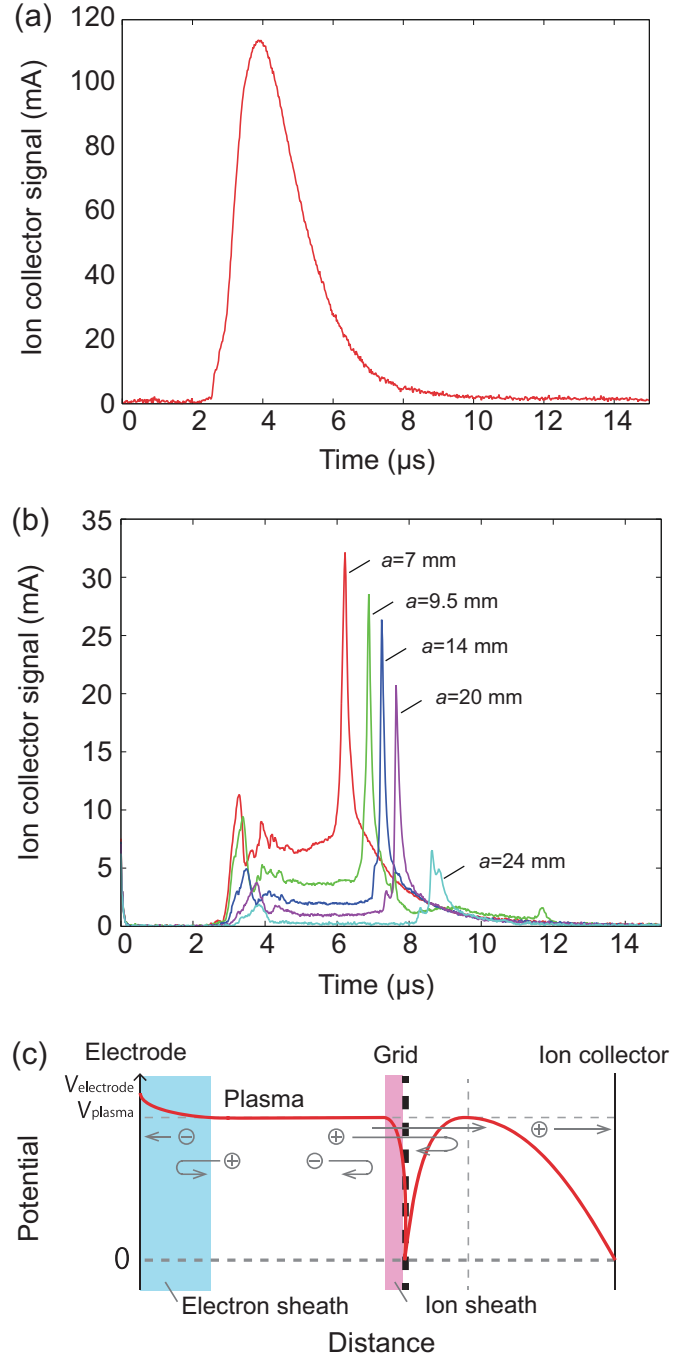 (a)
120
100
80
60
40
20
0
Ion collector signal (mA)
0 2 4 6 8 10 12 14
Time (μs)
(b)
35
30
25
20
15
10
5
0
Ion collector signal (mA)
a=7 mm
a=9.5 mm
a=14 mm
a=20 mm
a=24 mm
0 2 4 6 8 10 12 14
Time (μs)
(c)
Electrode Grid Ion collector
Velectrode
Vplasma
Plasma
⊖ ⊕ ⊕
⊕ ⊖
Potential
0
Electron sheath Ion sheath
Distance